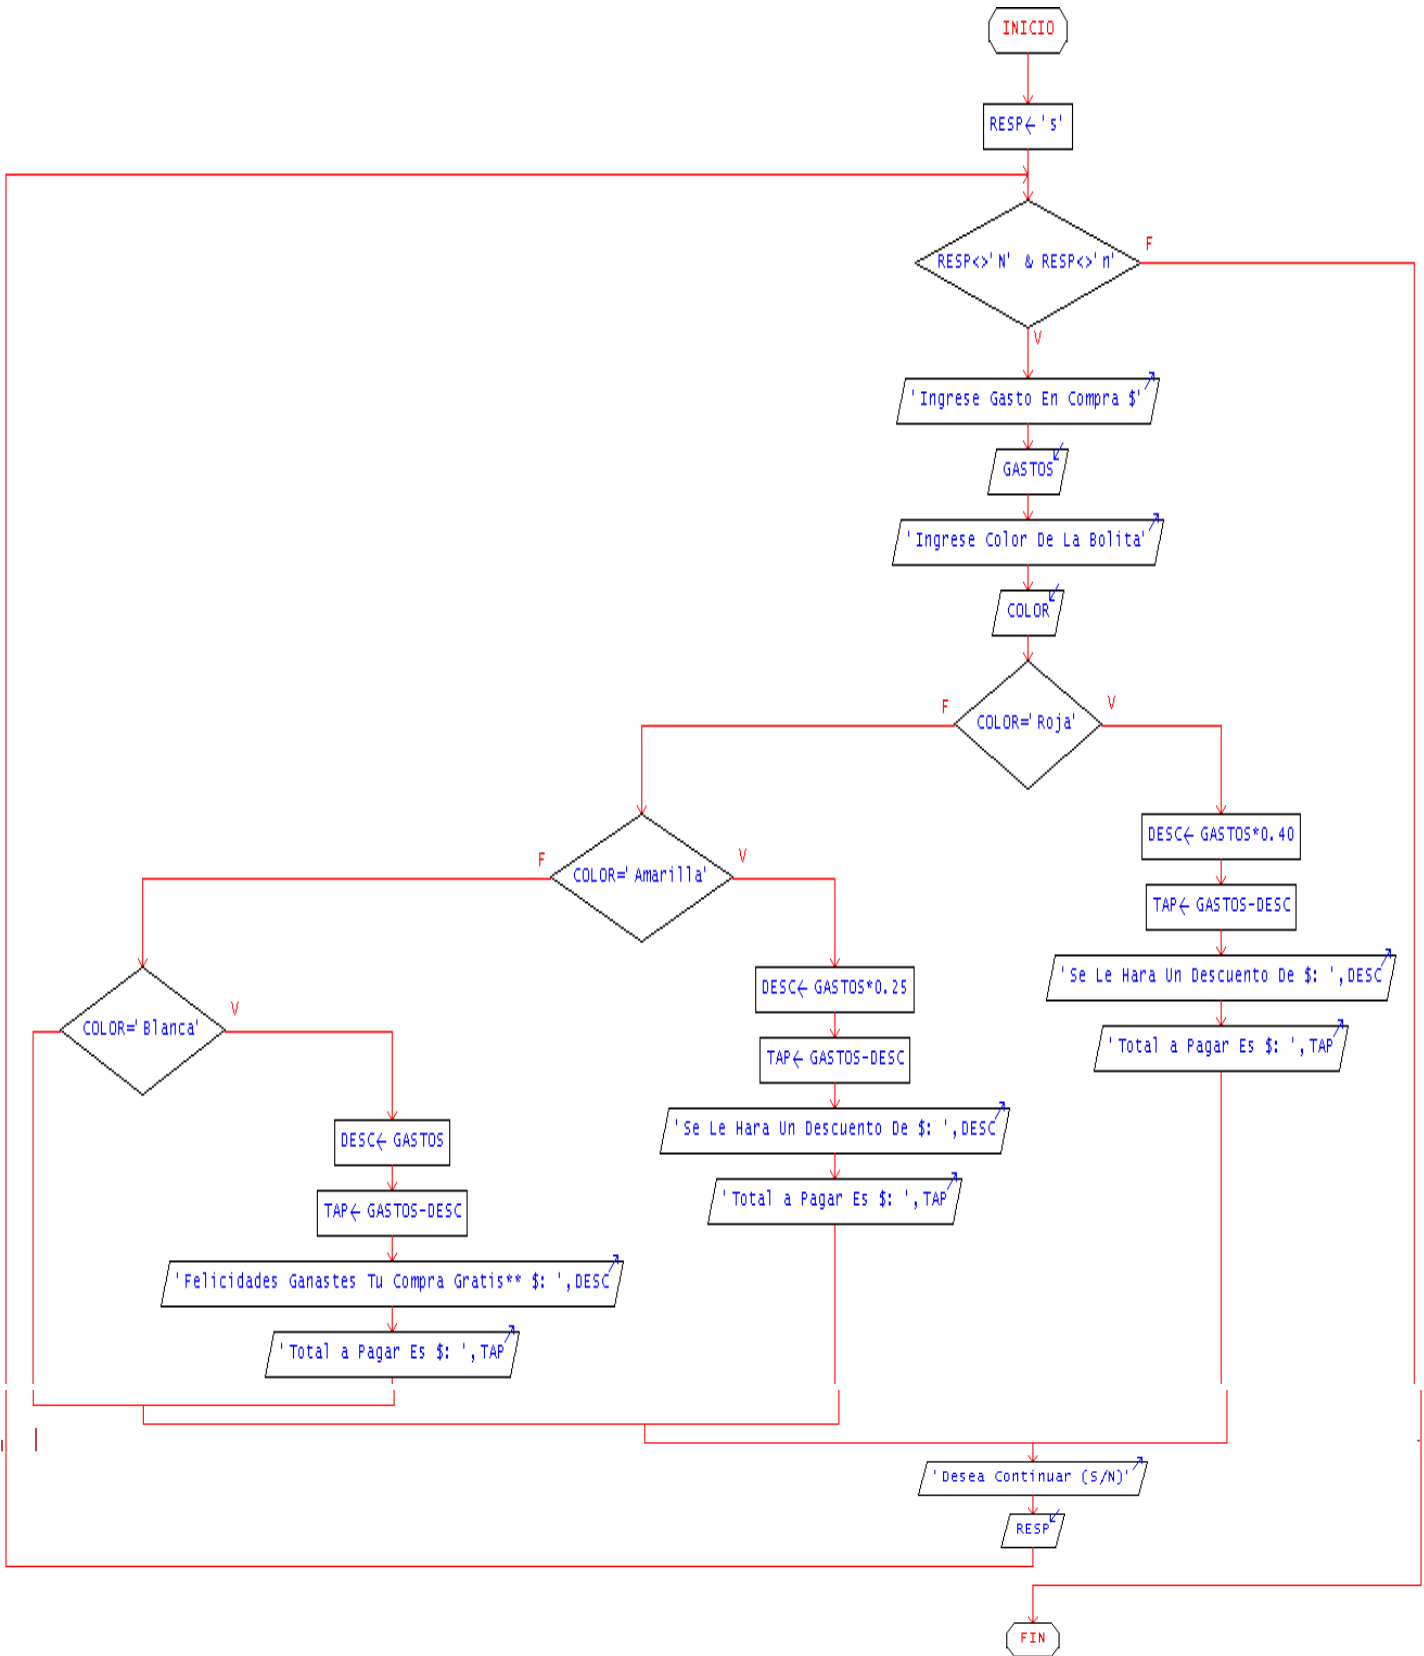 INICIO
RESP← 's'
RESP<>'N' & RESP<>'n'
F
V
'Ingrese Gasto En Compra $'
GASTOS
'Ingrese Color De La Bolita'
COLOR
F
V
COLOR='Roja'
DESC← GASTOS*0.40
TAP← GASTOS-DESC
'Se Le Hara Un Descuento De $: ',DESC
'Total a Pagar Es $: ',TAP
F
V
COLOR='Amarilla'
DESC← GASTOS*0.25
TAP← GASTOS-DESC
'Se Le Hara Un Descuento De $: ',DESC
'Total a Pagar Es $: ',TAP
V
COLOR='Blanca'
DESC← GASTOS
TAP← GASTOS-DESC
'Felicidades Ganastes Tu Compra Gratis** $: ',DESC
'Total a Pagar Es $: ',TAP
'Desea Continuar (S/N)'
RESP
FIN